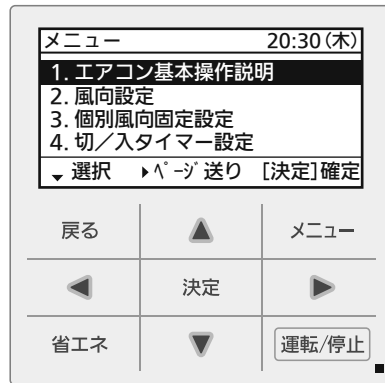 メニュー 20:30(木)
1. エアコン基本操作説明
2. 風向設定
3. 個別風向固定設定
4. 切／入タイマー設定
選択 ﾍﾟｰｼﾞ送り [決定]確定
戻る メニュー
決定
省エネ 運転/停止